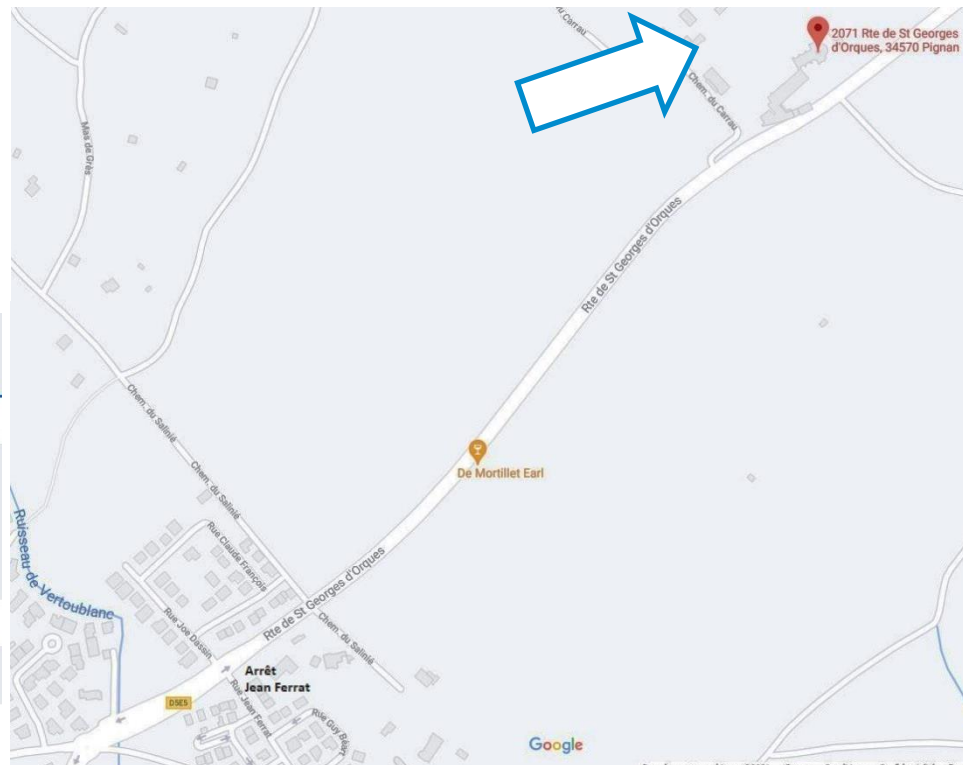 Carrau
2071 Rte de St Georges
d'Orques, 34570 Pignan
Chem. du Carrau
Mas de Grès
Rte de St Georges d'Orques
Chem. du Salinié
De Mortillet Earl
Chem. du Salinié
Ruisseau de Vertoublanc
Rue Claude François
Rte de St Georges d'Orques
Rue Joe Dassin
Chem. du Salinié
Arrêt
Jean Ferrat
D5E5
Rue Jean Ferrat
Rue Guy Béart
Google